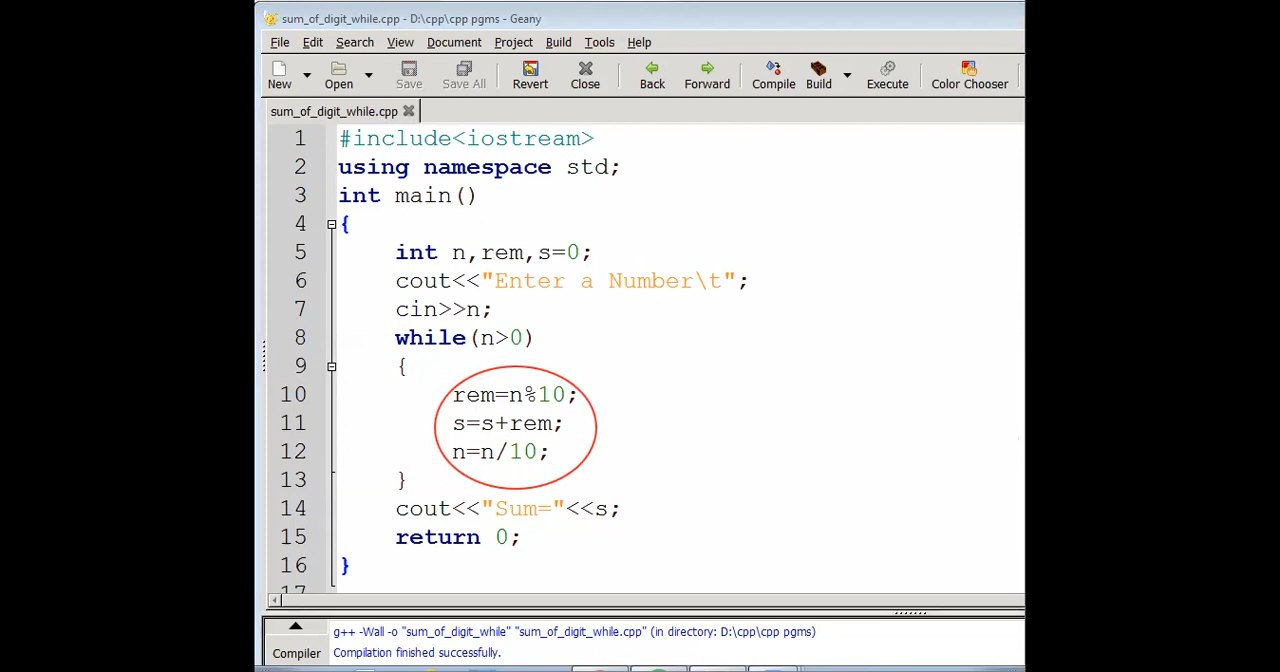 sum_of_digit_while.cpp - D:\cpp\cpp pgms - Geany
File Edit Search View Document Project Build Tools Help
New Open Save Save All Revert Close Back Forward Compile Build Execute Color Chooser
sum_of_digit_while.cpp
1 #include<iostream>
2 using namespace std;
3 int main()
4 {
5 int n,rem,s=0;
6 cout<<"Enter a Number\t";
7 cin>>n;
8 while(n>0)
9 {
10 rem=n%10;
11 s=s+rem;
12 n=n/10;
13 }
14 cout<<"Sum="<<s;
15 return 0;
16 }
17
g++ -Wall -o "sum_of_digit_while" "sum_of_digit_while.cpp" (in directory: D:\cpp\cpp pgms)
Compiler Compilation finished successfully.